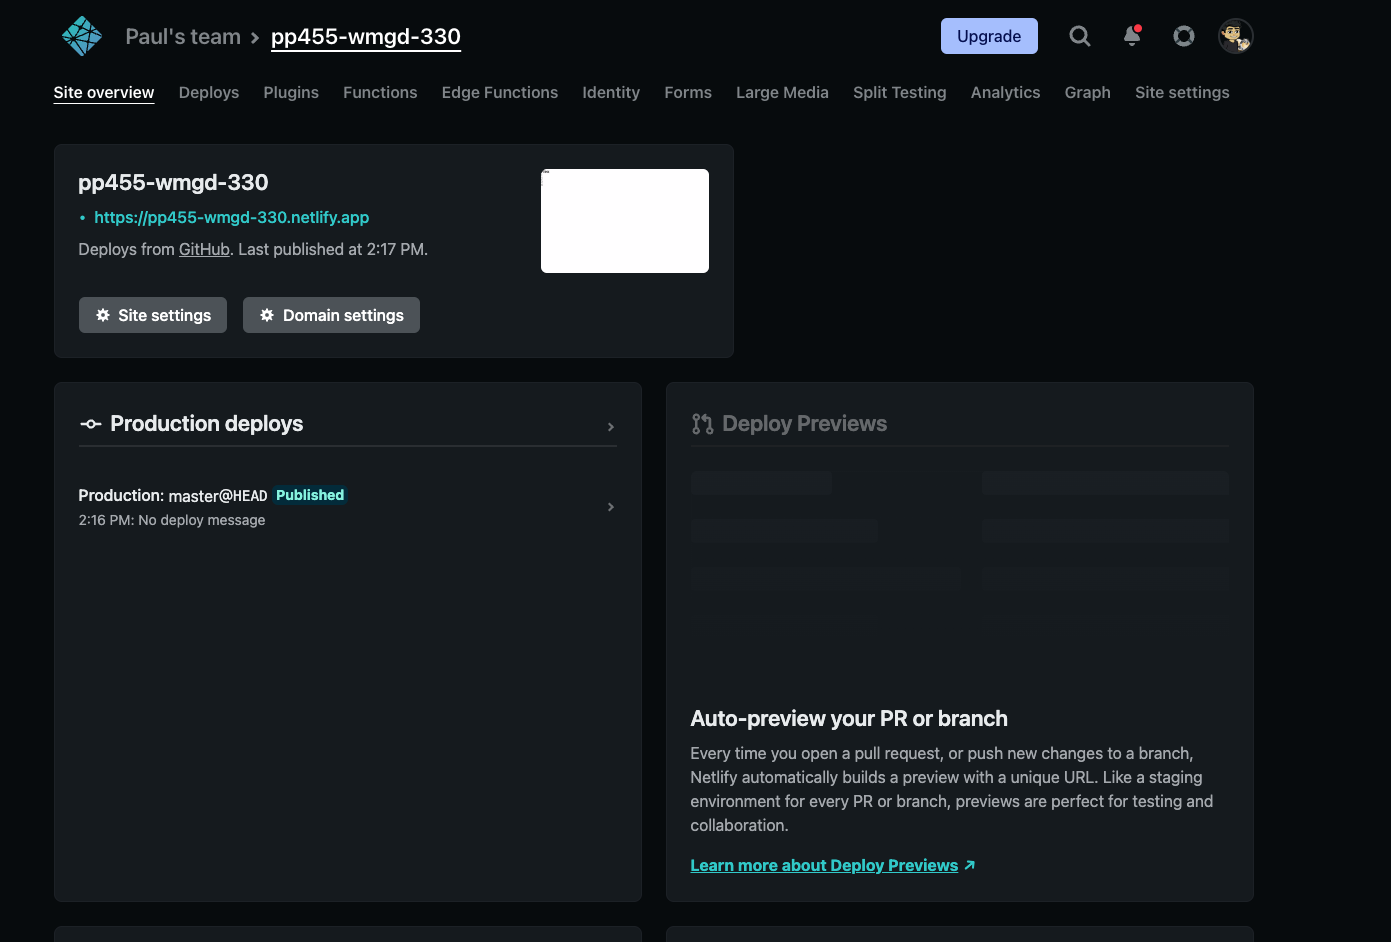 Paul's team > pp455-wmgd-330
Upgrade
Site overview Deploys Plugins Functions Edge Functions Identity Forms Large Media Split Testing Analytics Graph Site settings
pp455-wmgd-330
• https://pp455-wmgd-330.netlify.app
Deploys from GitHub. Last published at 2:17 PM.
Site settings Domain settings
Production deploys
Production: master@HEAD Published
2:16 PM: No deploy message
Deploy Previews
Auto-preview your PR or branch
Every time you open a pull request, or push new changes to a branch,
Netlify automatically builds a preview with a unique URL. Like a staging
environment for every PR or branch, previews are perfect for testing and
collaboration.
Learn more about Deploy Previews